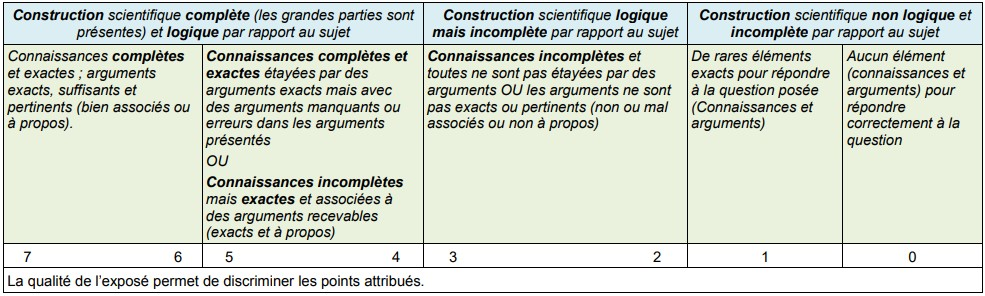 Construction scientifique complète (les grandes parties sont
présentes) et logique par rapport au sujet
Construction scientifique logique
mais incomplète par rapport au sujet
Construction scientifique non logique et
incomplète par rapport au sujet
Connaissances complètes
et exactes ; arguments
exacts, suffisants et
pertinents (bien associés ou
à propos).
Connaissances complètes et
exactes étayées par des
arguments exacts mais avec
des arguments manquants ou
erreurs dans les arguments
présentés
OU
Connaissances incomplètes
mais exactes et associées à
des arguments recevables
(exacts et à propos)
Connaissances incomplètes et
toutes ne sont pas étayées par des
arguments OU les arguments ne sont
pas exacts ou pertinents (non ou mal
associés ou non à propos)
De rares éléments
exacts pour répondre
à la question posée
(Connaissances et
arguments)
Aucun élément
(connaissances et
arguments) pour
répondre
correctement à la
question
7 6 5 4 3 2 1 0
La qualité de l'exposé permet de discriminer les points attribués.